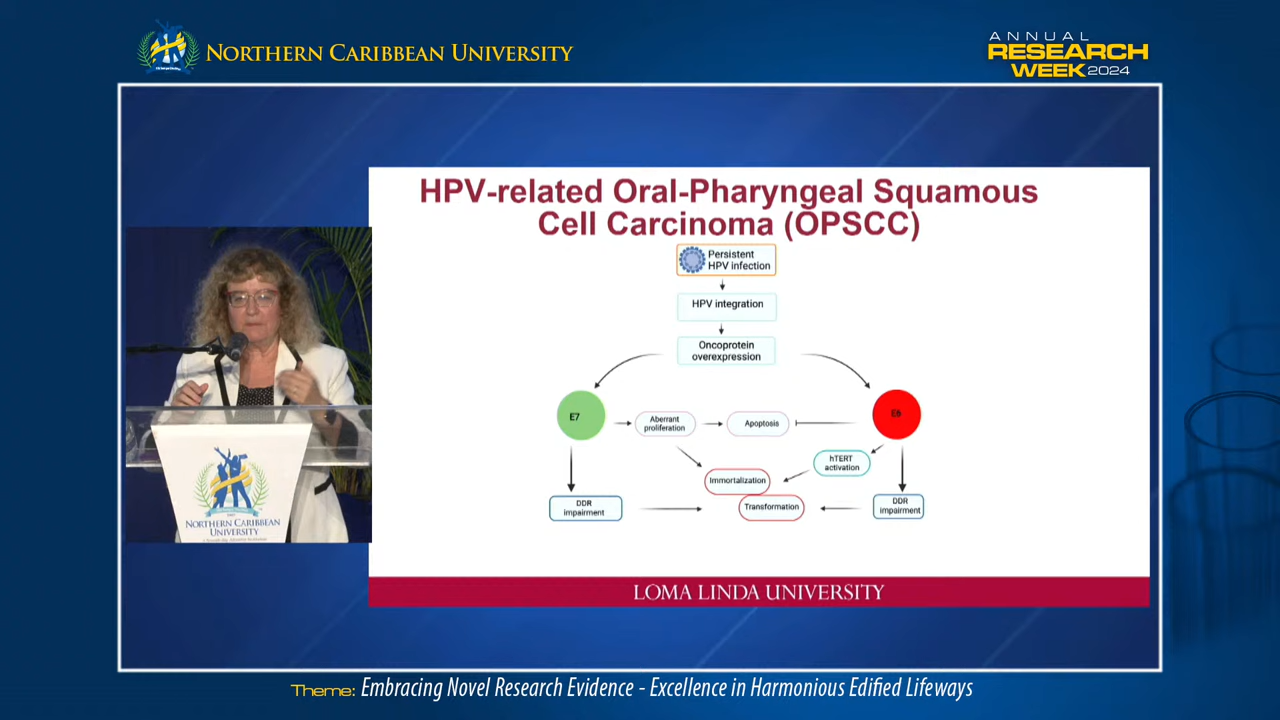 NORTHERN CARIBBEAN UNIVERSITY
ANNUAL
RESEARCH
WEEK 2024
HPV-related Oral-Pharyngeal Squamous
Cell Carcinoma (OPSCC)
Persistent
HPV infection
HPV integration
Oncoprotein
overexpression
E7
Aberrant
proliferation
Apoptosis
E6
hTERT
activation
Immortalization
Transformation
DDR
impairment
DDR
impairment
LOMA LINDA UNIVERSITY
NORTHERN CARIBBEAN
UNIVERSITY
Theme: Embracing Novel Research Evidence - Excellence in Harmonious Edified Lifeways